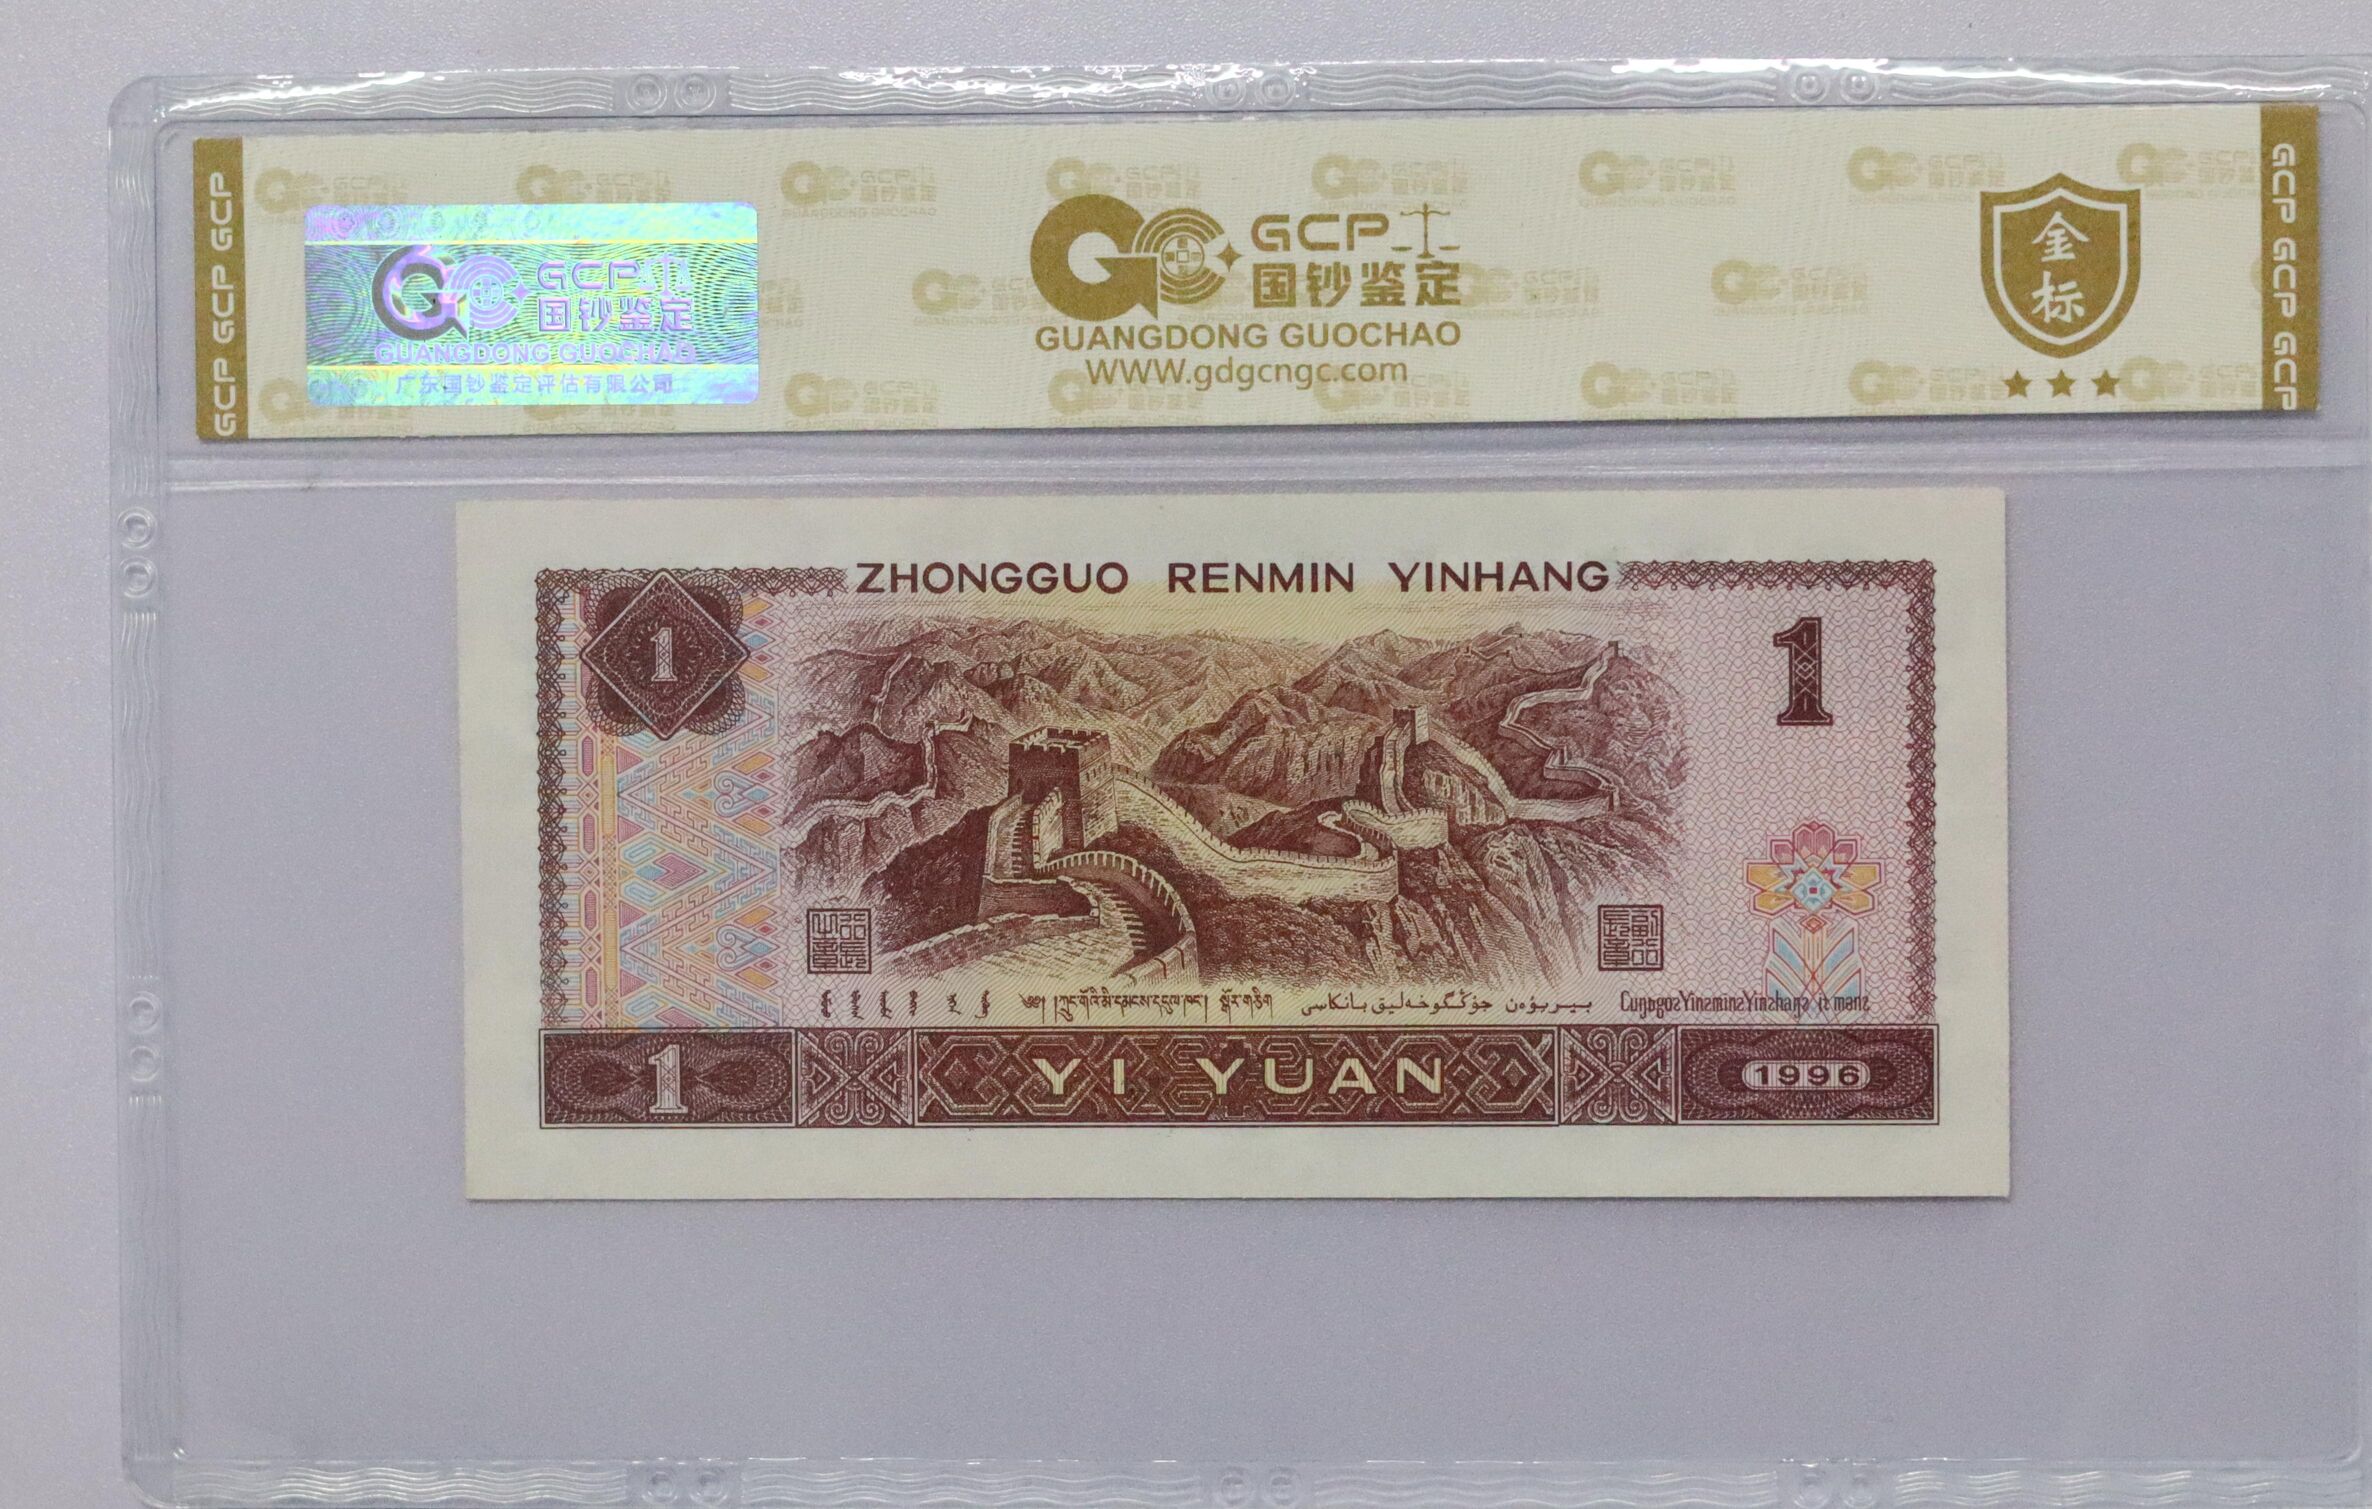 GCP GCP GCP
GCP 国钞鉴定
GUANGDONG GUOCHAO
广东国钞鉴定评估有限公司
GCP
国钞鉴定
GUANGDONG GUOCHAO
www.gdgcngc.com
金
标
GCP GCP GCP
ZHONGGUO RENMIN YINHANG
1
1
1
YI YUAN
1996